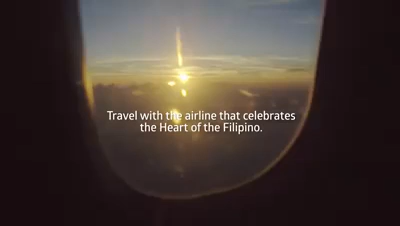 Travel with the airline that celebrates
the Heart of the Filipino.